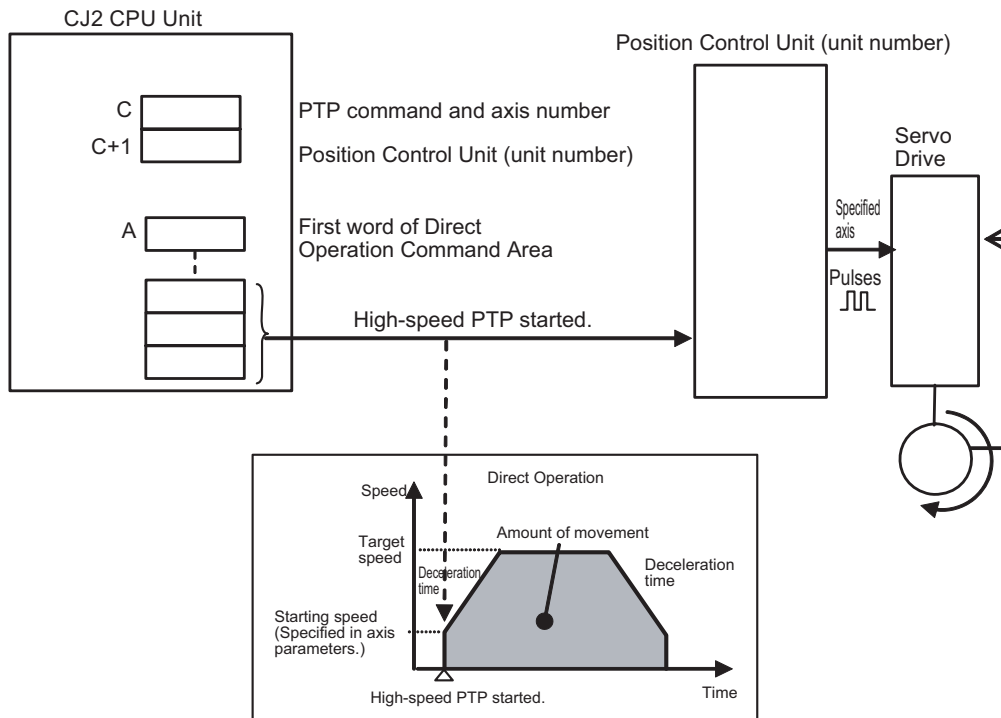 CJ2 CPU Unit
Position Control Unit (unit number)
C
PTP command and axis number
C+1
Position Control Unit (unit number)
Servo
Drive
A
First word of Direct
Operation Command Area
Specified
axis
Pulses
High-speed PTP started.
Direct Operation
Speed
Amount of movement
Target
speed
Deceleration
time
Deceleration
time
Starting speed
(Specified in axis
parameters.)
Time
High-speed PTP started.